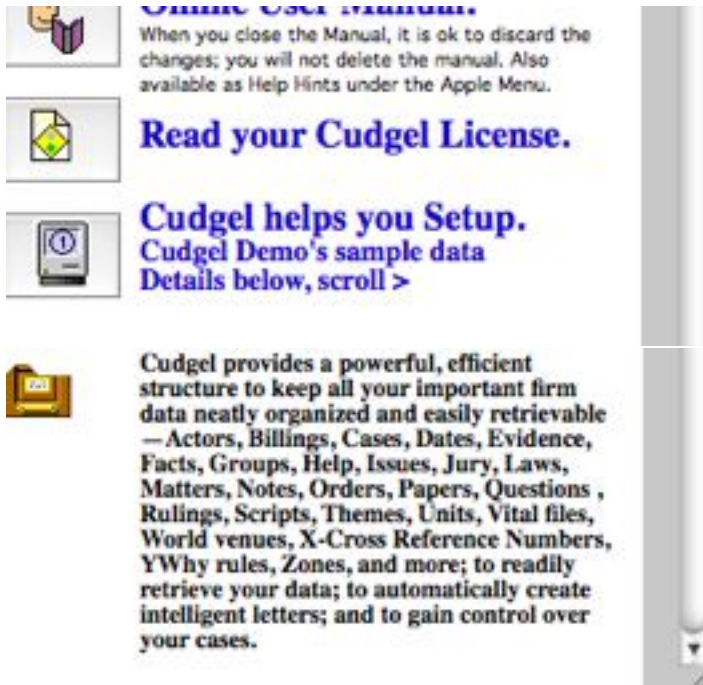 Online User Manual.
When you close the Manual, it is ok to discard the
changes; you will not delete the manual. Also
available as Help Hints under the Apple Menu.
Read your Cudgel License.
Cudgel helps you Setup.
Cudgel Demo's sample data
Details below, scroll >
Cudgel provides a powerful, efficient
structure to keep all your important firm
data neatly organized and easily retrievable
—Actors, Billings, Cases, Dates, Evidence,
Facts, Groups, Help, Issues, Jury, Laws,
Matters, Notes, Orders, Papers, Questions ,
Rulings, Scripts, Themes, Units, Vital files,
World venues, X-Cross Reference Numbers,
YWhy rules, Zones, and more; to readily
retrieve your data; to automatically create
intelligent letters; and to gain control over
your cases.